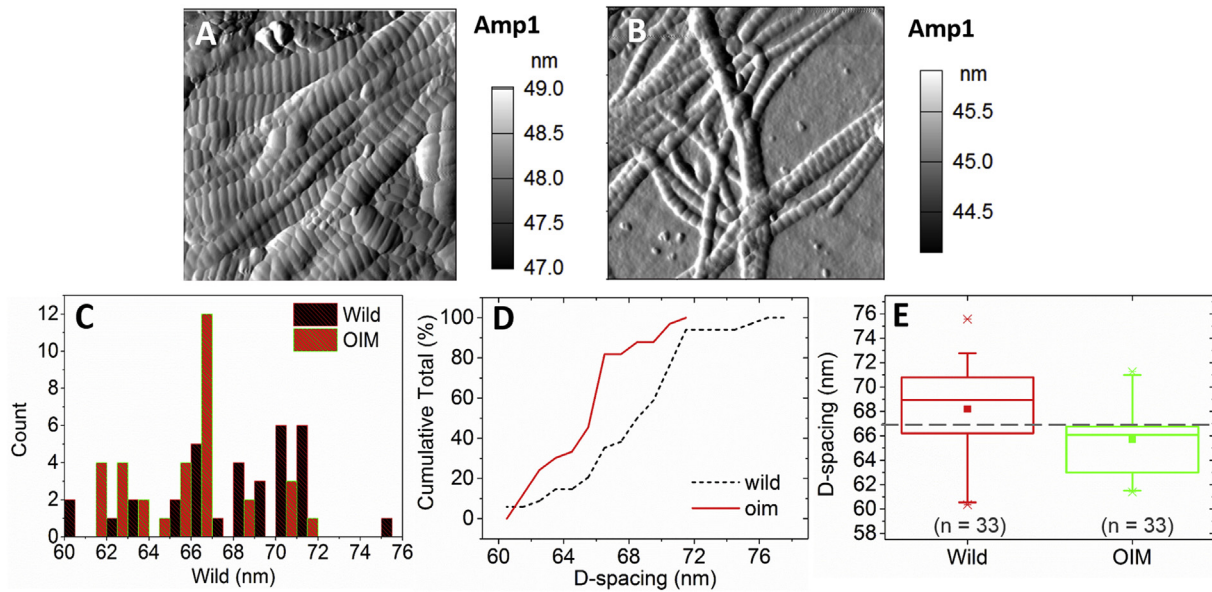 A
Amp1
nm
49.0
48.5
48.0
47.5
47.0
B
Amp1
nm
45.5
45.0
44.5
C
Wild
OIM
12
10
8
6
4
2
0
Count
60 62 64 66 68 70 72 74 76
Wild (nm)
D
100
80
60
40
20
0
Cumulative Total (%)
wild
oim
60 64 68 72 76
D-spacing (nm)
E
76
74
72
70
68
66
64
62
60
58
D-spacing (nm)
(n = 33) (n = 33)
Wild OIM